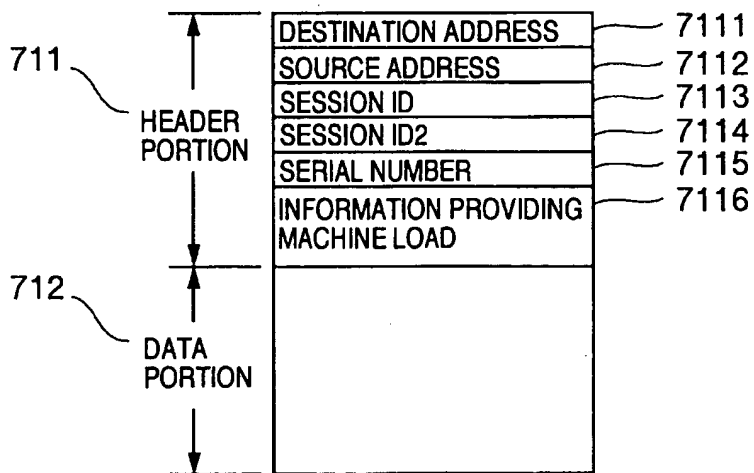 DESTINATION ADDRESS 7111
711 SOURCE ADDRESS 7112
SESSION ID 7113
HEADER
PORTION
SESSION ID2 7114
SERIAL NUMBER 7115
INFORMATION PROVIDING
MACHINE LOAD
7116
712
DATA
PORTION